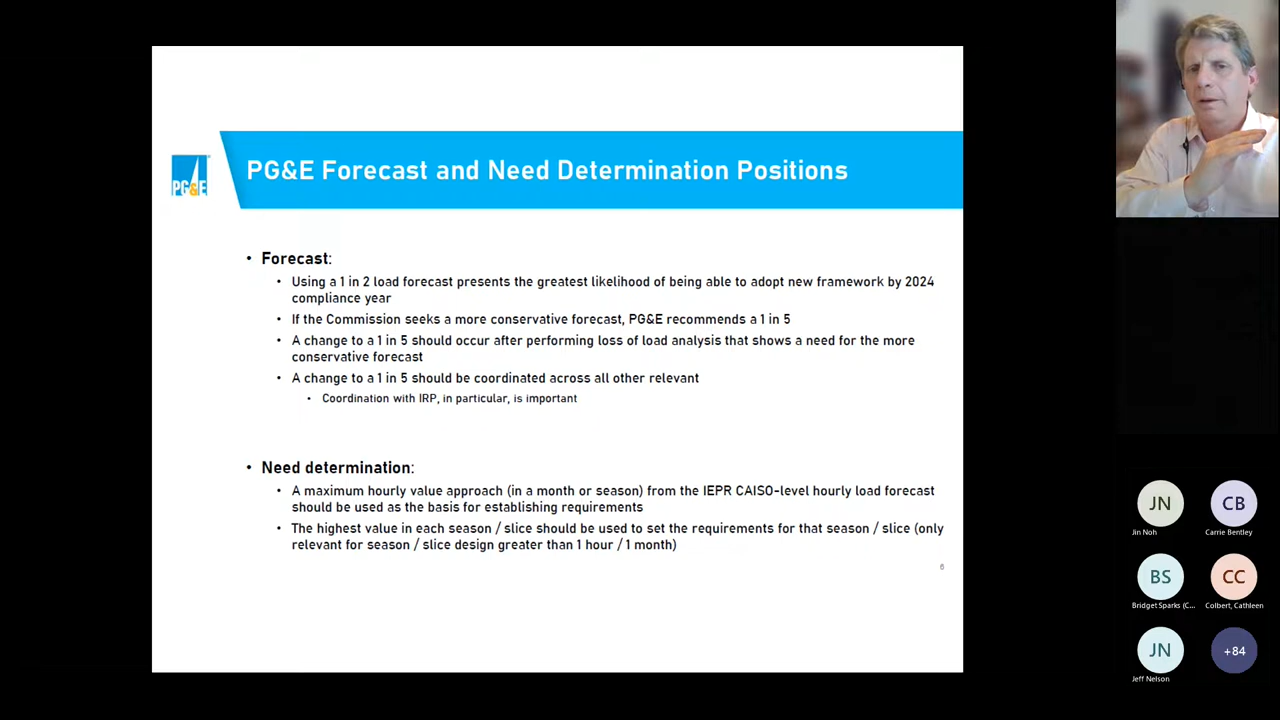 PG&E
PG&E Forecast and Need Determination Positions
• Forecast:
• Using a 1 in 2 load forecast presents the greatest likelihood of being able to adopt new framework by 2024
compliance year
• If the Commission seeks a more conservative forecast, PG&E recommends a 1 in 5
• A change to a 1 in 5 should occur after performing loss of load analysis that shows a need for the more
conservative forecast
• A change to a 1 in 5 should be coordinated across all other relevant
• Coordination with IRP, in particular, is important
• Need determination:
• A maximum hourly value approach (in a month or season) from the IEPR CAISO-level hourly load forecast
should be used as the basis for establishing requirements
• The highest value in each season / slice should be used to set the requirements for that season / slice (only
relevant for season / slice design greater than 1 hour / 1 month)
6
JN
Jin Noh
CB
Carrie Bentley
BS
Bridget Sparks (C...
CC
Colbert, Cathleen
JN
Jeff Nelson
+84